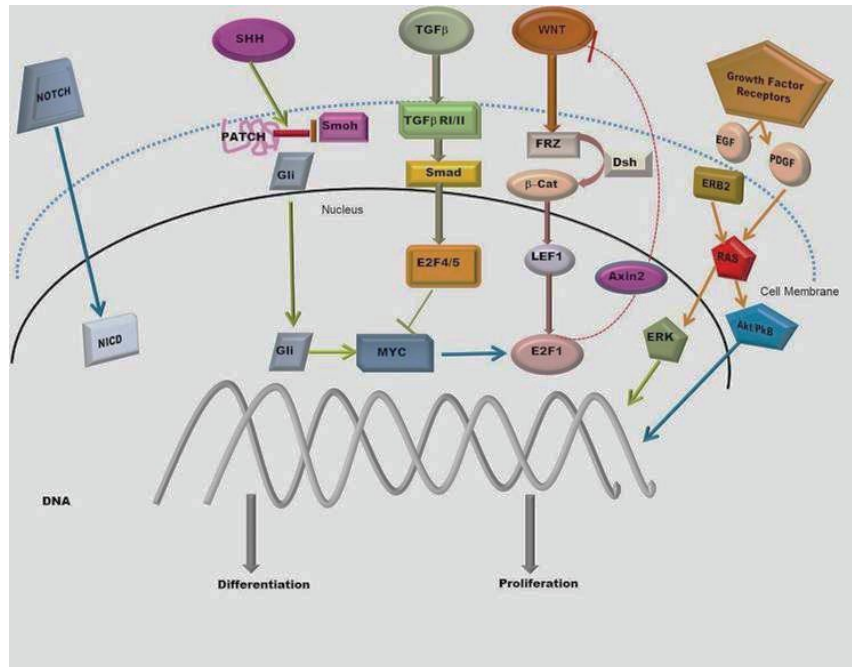 SHH
TGFβ
WNT
NOTCH
Growth Factor
Receptors
PATCH
Smoh
TGFβ RI/II
FRZ
EGF
PDGF
Dsh
Gli
Smad
β-Cat
ERB2
Nucleus
E2F4/5
LEF1
RAS
Axin2
Cell Membrane
NICD
Gli
MYC
E2F1
ERK
Akt/PkB
DNA
Differentiation
Proliferation